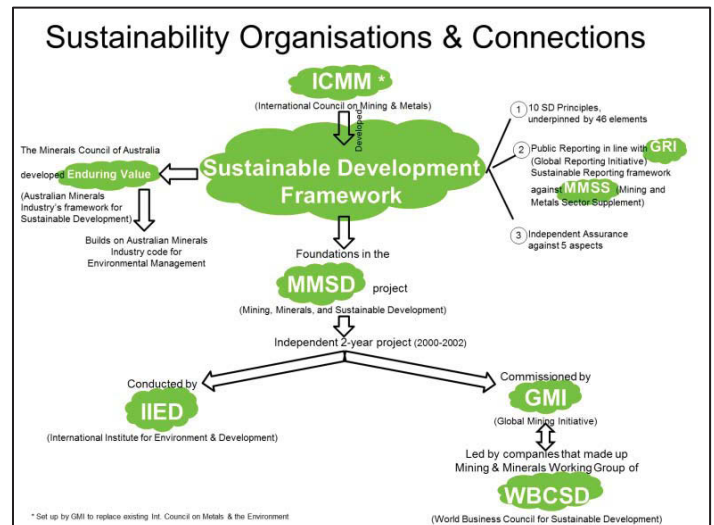 Sustainability Organisations & Connections
ICMM *
(International Council on Mining & Metals)
Developed
Sustainable Development
Framework
1 10 SD Principles,
underpinned by 46 elements
2 Public Reporting in line with GRI
(Global Reporting Initiative)
Sustainable Reporting framework
against MMSS (Mining and
Metals Sector Supplement)
3 Independent Assurance
against 5 aspects
The Minerals Council of Australia
developed Enduring Value
(Australian Minerals
Industry's framework for
Sustainable Development)
Builds on Australian Minerals
Industry code for
Environmental Management
Foundations in the
MMSD project
(Mining, Minerals, and Sustainable Development)
Independent 2-year project (2000-2002)
Conducted by
IIED
(International Institute for Environment & Development)
Commissioned by
GMI
(Global Mining Initiative)
Led by companies that made up
Mining & Minerals Working Group of
WBCSD
(World Business Council for Sustainable Development)
* Set up by GMI to replace existing Int. Council on Metals & the Environment